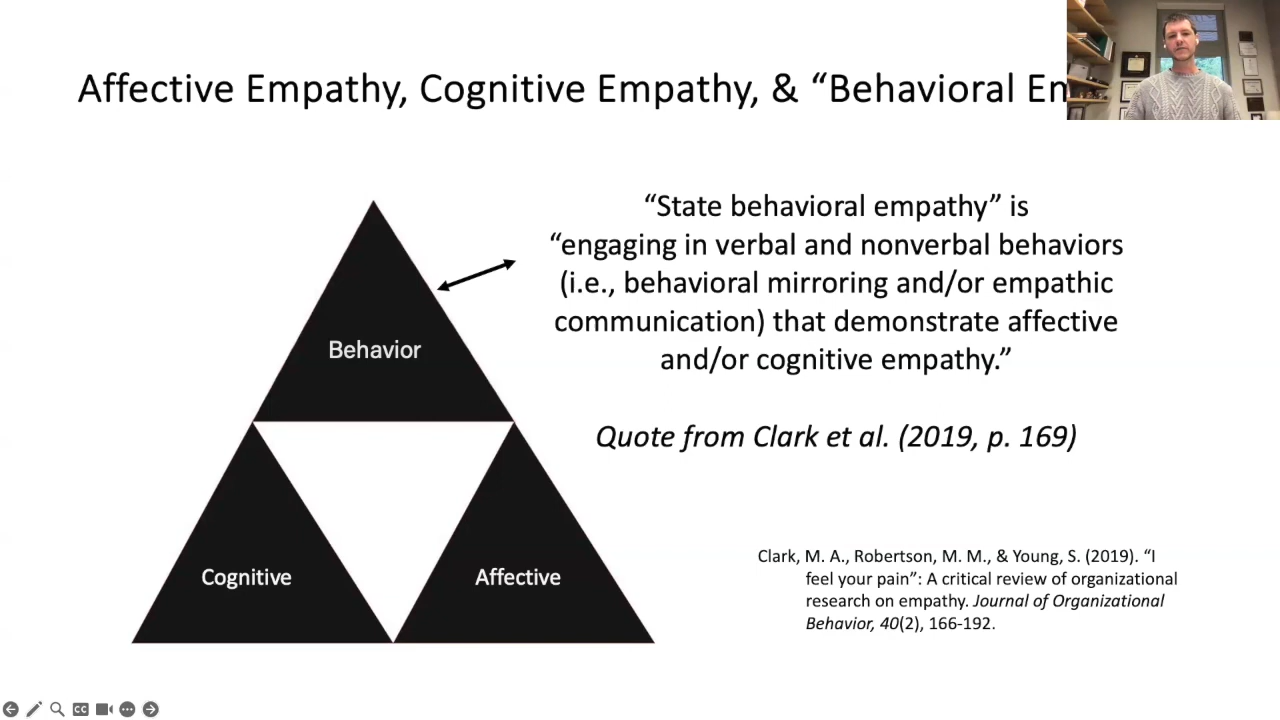 Affective Empathy, Cognitive Empathy, & “Behavioral Em
“State behavioral empathy” is
“engaging in verbal and nonverbal behaviors
(i.e., behavioral mirroring and/or empathic
communication) that demonstrate affective
and/or cognitive empathy.”
Behavior
Quote from Clark et al. (2019, p. 169)
Cognitive
Affective
Clark, M. A., Robertson, M. M., & Young, S. (2019). “I
feel your pain”: A critical review of organizational
research on empathy. Journal of Organizational
Behavior, 40(2), 166-192.
CC